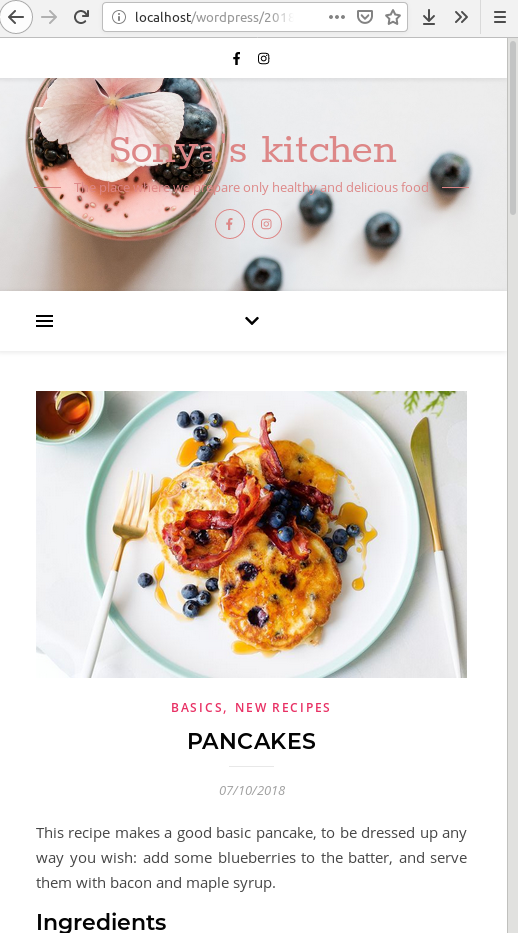 localhost/wordpress/2018
Sonya's kitchen
The place where we prepare only healthy and delicious food
BASICS, NEW RECIPES
PANCAKES
07/10/2018
This recipe makes a good basic pancake, to be dressed up any
way you wish: add some blueberries to the batter, and serve
them with bacon and maple syrup.
Ingredients